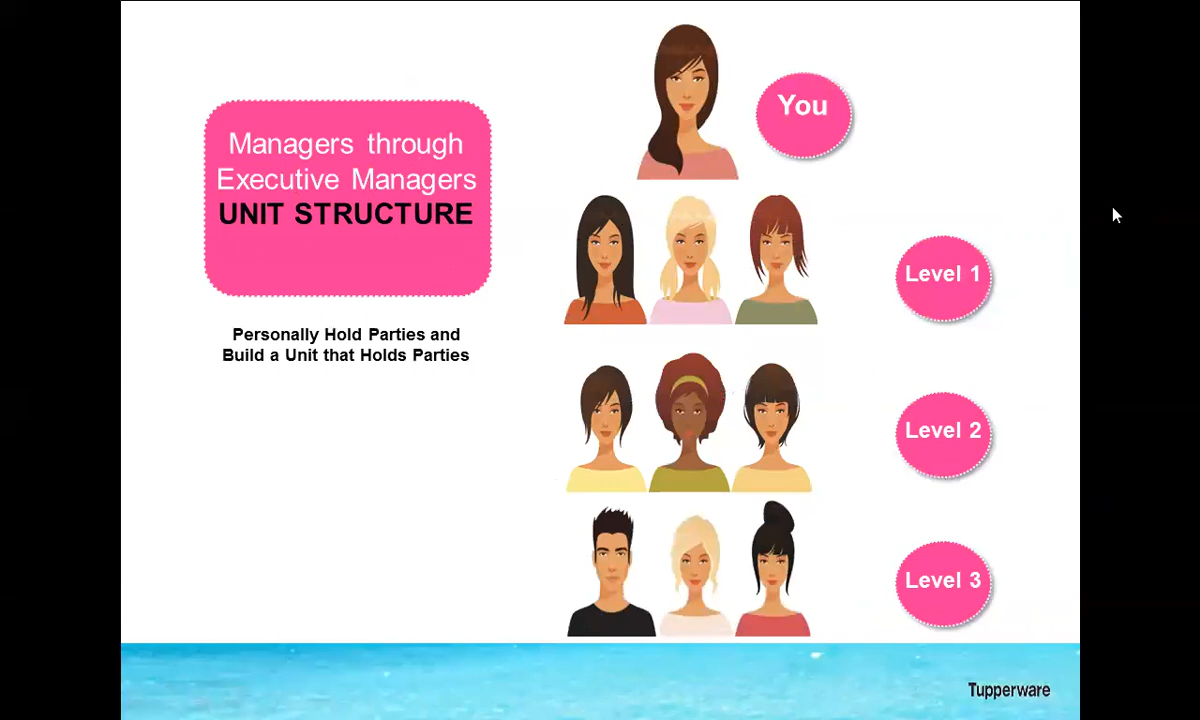 Managers through
Executive Managers
UNIT STRUCTURE
Personally Hold Parties and
Build a Unit that Holds Parties
You
Level 1
Level 2
Level 3
Tupperware